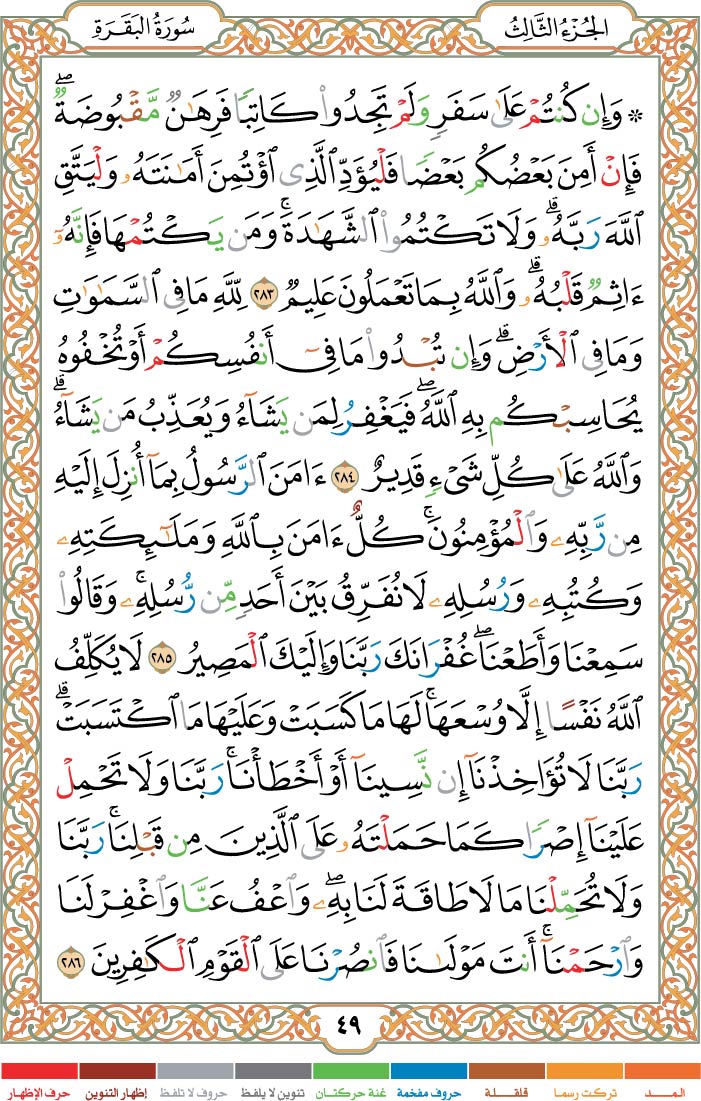 الجُزْءُ الثَّالِثُ
سُورَةُ البَقَرَةِ
۞ وَإِن كُنتُمْ عَلَىٰ سَفَرٍ وَلَمْ تَجِدُوا۟ كَاتِبًا فَرِهَـٰنٌ مَّقْبُوضَةٌ ۖ
فَإِنْ أَمِنَ بَعْضُكُم بَعْضًا فَلْيُؤَدِّ ٱلَّذِى ٱؤْتُمِنَ أَمَـٰنَتَهُۥ وَلْيَتَّقِ
ٱللَّهَ رَبَّهُۥ ۗ وَلَا تَكْتُمُوا۟ ٱلشَّهَـٰدَةَ ۚ وَمَن يَكْتُمْهَا فَإِنَّهُۥٓ
ءَاثِمٌ قَلْبُهُۥ ۗ وَٱللَّهُ بِمَا تَعْمَلُونَ عَلِيمٌ ٢٨٣ لِّلَّهِ مَا فِى ٱلسَّمَـٰوَٰتِ
وَمَا فِى ٱلْأَرْضِ ۗ وَإِن تُبْدُوا۟ مَا فِىٓ أَنفُسِكُمْ أَوْ تُخْفُوهُ
يُحَاسِبْكُم بِهِ ٱللَّهُ ۖ فَيَغْفِرُ لِمَن يَشَآءُ وَيُعَذِّبُ مَن يَشَآءُ ۗ
وَٱللَّهُ عَلَىٰ كُلِّ شَىْءٍ قَدِيرٌ ٢٨٤ ءَامَنَ ٱلرَّسُولُ بِمَآ أُنزِلَ إِلَيْهِ
مِن رَّبِّهِۦ وَٱلْمُؤْمِنُونَ ۚ كُلٌّ ءَامَنَ بِٱللَّهِ وَمَلَـٰٓئِكَتِهِۦ
وَكُتُبِهِۦ وَرُسُلِهِۦ لَا نُفَرِّقُ بَيْنَ أَحَدٍ مِّن رُّسُلِهِۦ ۚ وَقَالُوا۟
سَمِعْنَا وَأَطَعْنَا ۖ غُفْرَانَكَ رَبَّنَا وَإِلَيْكَ ٱلْمَصِيرُ ٢٨٥ لَا يُكَلِّفُ
ٱللَّهُ نَفْسًا إِلَّا وُسْعَهَا ۚ لَهَا مَا كَسَبَتْ وَعَلَيْهَا مَا ٱكْتَسَبَتْ ۗ
رَبَّنَا لَا تُؤَاخِذْنَآ إِن نَّسِينَآ أَوْ أَخْطَأْنَا ۚ رَبَّنَا وَلَا تَحْمِلْ
عَلَيْنَآ إِصْرًا كَمَا حَمَلْتَهُۥ عَلَى ٱلَّذِينَ مِن قَبْلِنَا ۚ رَبَّنَا
وَلَا تُحَمِّلْنَا مَا لَا طَاقَةَ لَنَا بِهِۦ ۖ وَٱعْفُ عَنَّا وَٱغْفِرْ لَنَا
وَٱرْحَمْنَآ ۚ أَنتَ مَوْلَىٰنَا فَٱنصُرْنَا عَلَى ٱلْقَوْمِ ٱلْكَـٰفِرِينَ ٢٨٦
٤٩
المــد
تركت رسما
قلقلة
حروف مفخمة
غنة حركتان
تنوين لا يلفظ
حروف لا تلفظ
إظهار التنوين
حرف الإظهار